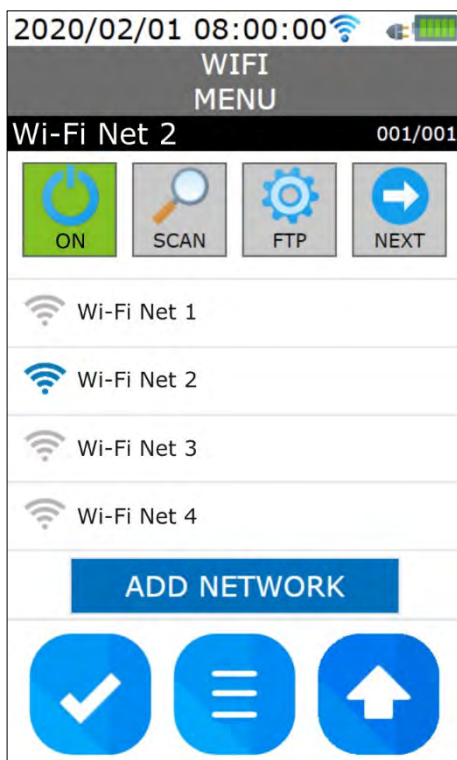 2020/02/01 08:00:00
WIFI
MENU
Wi-Fi Net 2 001/001
ON SCAN FTP NEXT
Wi-Fi Net 1
Wi-Fi Net 2
Wi-Fi Net 3
Wi-Fi Net 4
ADD NETWORK